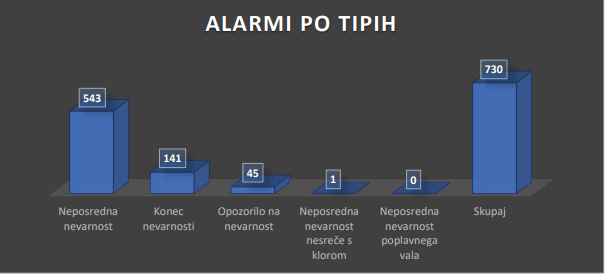 ALARMI PO TIPIH
543
141
45
1
0
730
Neposredna
nevarnost
Konec
nevarnosti
Opozorilo na
nevarnost
Neposredna
nevarnost
nesreče s
klorom
Neposredna
nevarnost
poplavnega
vala
Skupaj